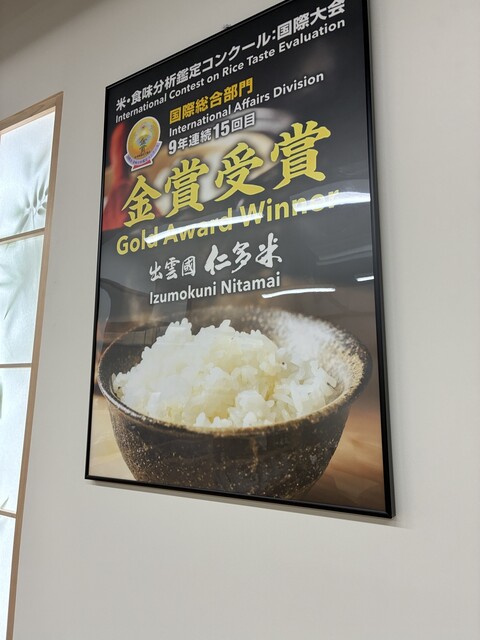 米・食味分析鑑定コンクール:国際大会
International Contest on Rice Taste Evaluation
国際総合部門
International Affairs Division
9年連続15回目
金賞受賞
Gold Award Winner
出雲國 仁多米
Izumokuni Nitamai